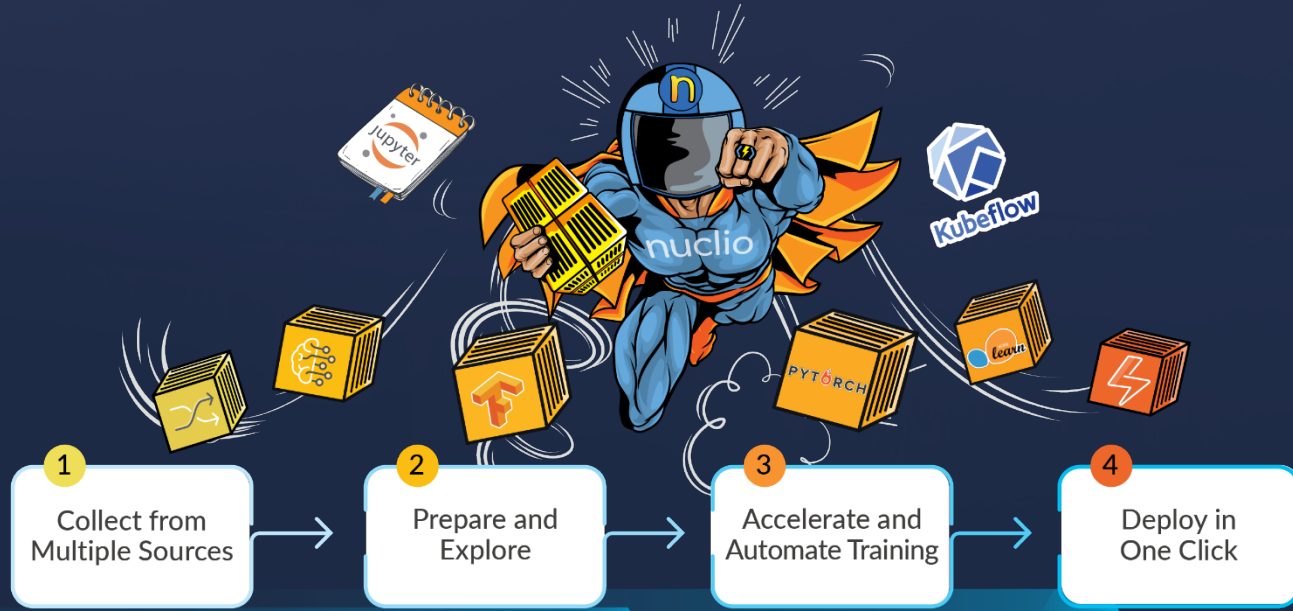 n
jupyter
nuclio
Kubeflow
PYTORCH
learn
1
Collect from
Multiple Sources
2
Prepare and
Explore
3
Accelerate and
Automate Training
4
Deploy in
One Click